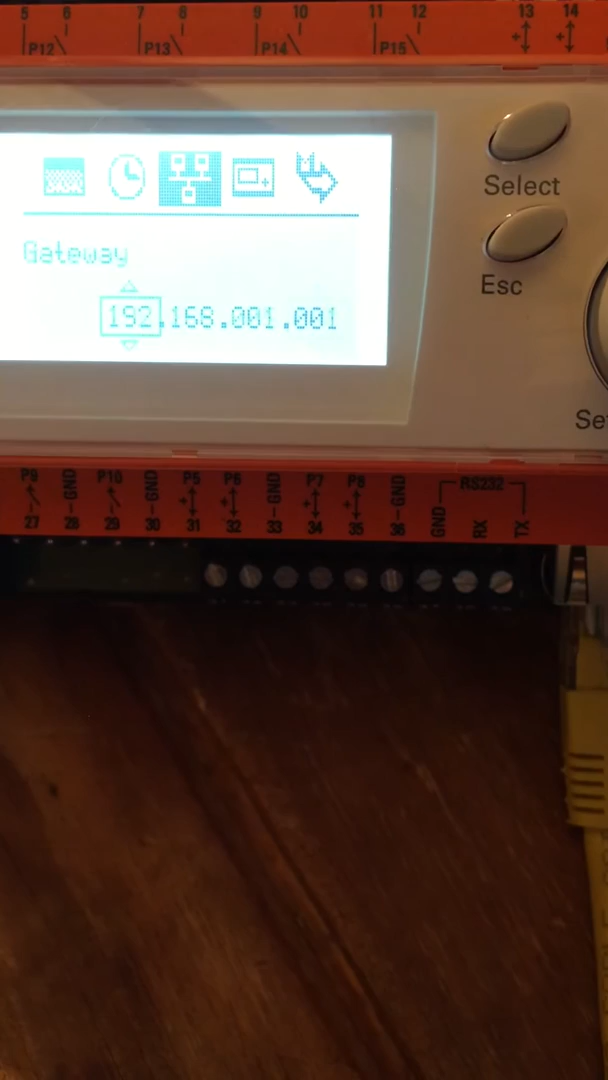 5 6 7 8 9 10 11 12 13 14
P12 P13 P14 P15
Select
Gateway
Esc
192.168.001.001
Se
P9 GND P10 GND P5 P6 GND P7 P8 GND RS232
27 28 29 30 31 32 33 34 35 36 GND RX TX